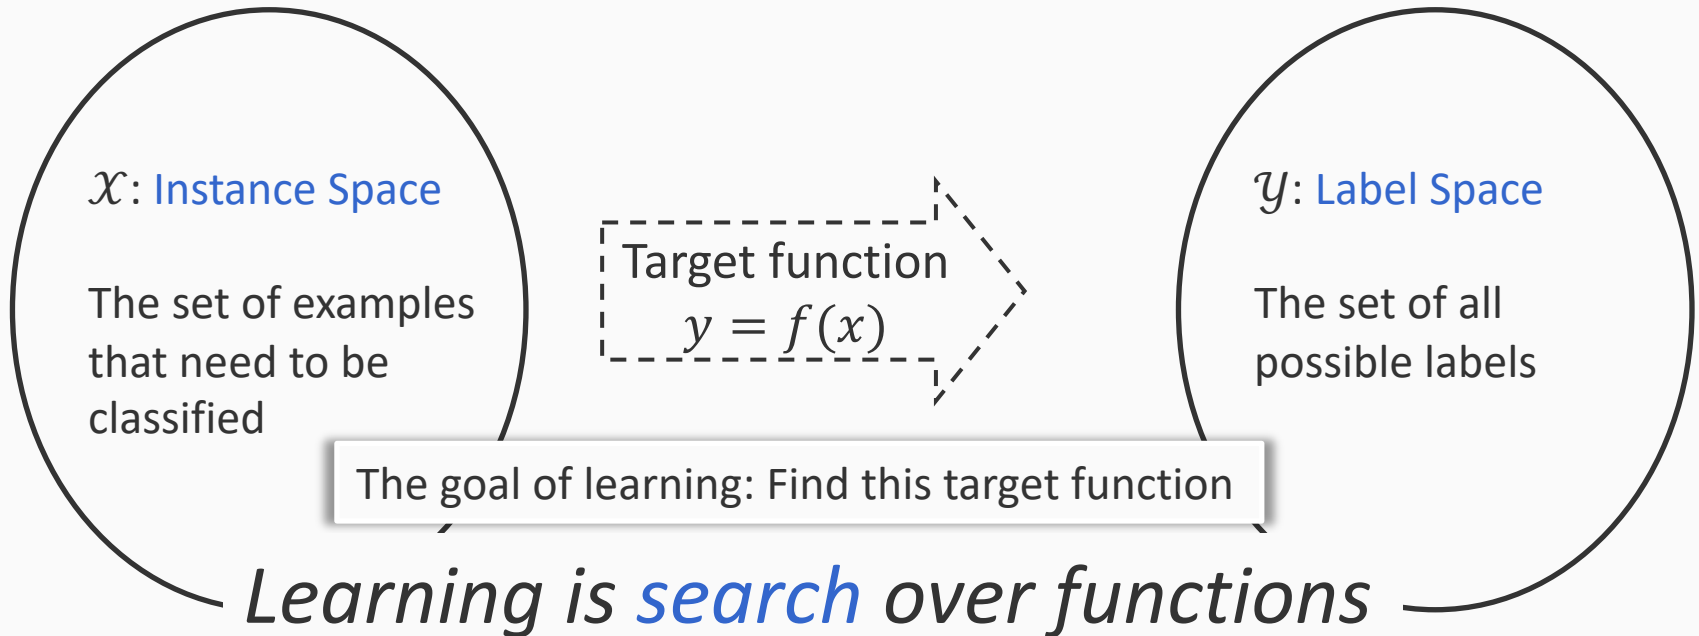 𝒳: Instance Space
The set of examples
that need to be
classified
Target function
y = f(x)
𝒴: Label Space
The set of all
possible labels
The goal of learning: Find this target function
Learning is search over functions